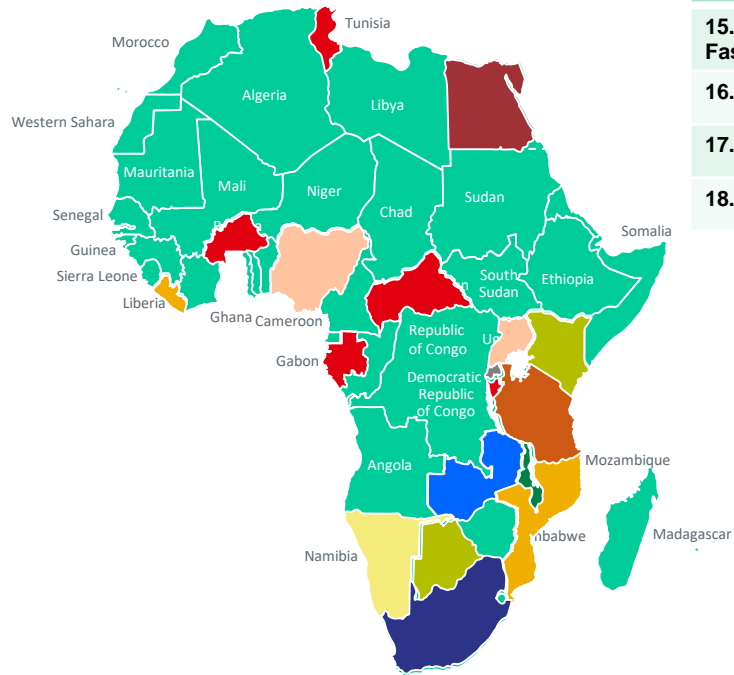 Tunisia
15.
Fas
Morocco
16.
Algeria
Libya
17.
Western Sahara
Mauritania
Mali
Niger
Chad
Sudan
18.
Senegal
Somalia
Guinea
Sierra Leone
South
Sudan
Ethiopia
Liberia
Ghana
Cameroon
Republic
of Congo
Gabon
Democratic
Republic
of Congo
Angola
Mozambique
mbabwe
Madagascar
Namibia